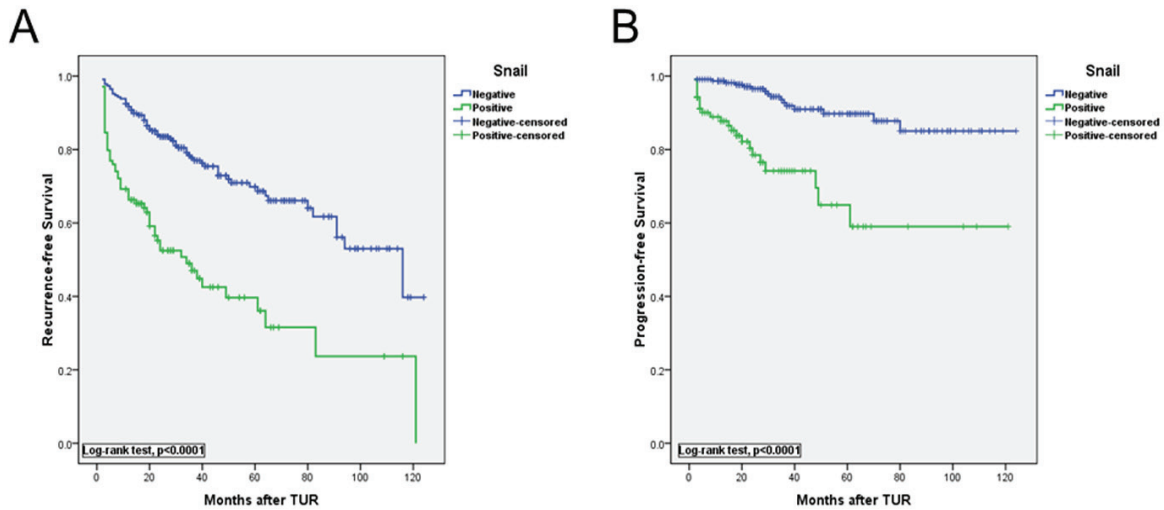 A
Recurrence-free Survival
1.0
0.8
0.6
0.4
0.2
0.0
Log-rank test, p<0.0001
0 20 40 60 80 100 120
Months after TUR
Snail
Negative
Positive
Negative-censored
Positive-censored
B
Progression-free Survival
1.0
0.8
0.6
0.4
0.2
0.0
Log-rank test, p<0.0001
0 20 40 60 80 100 120
Months after TUR
Snail
Negative
Positive
Negative-censored
Positive-censored